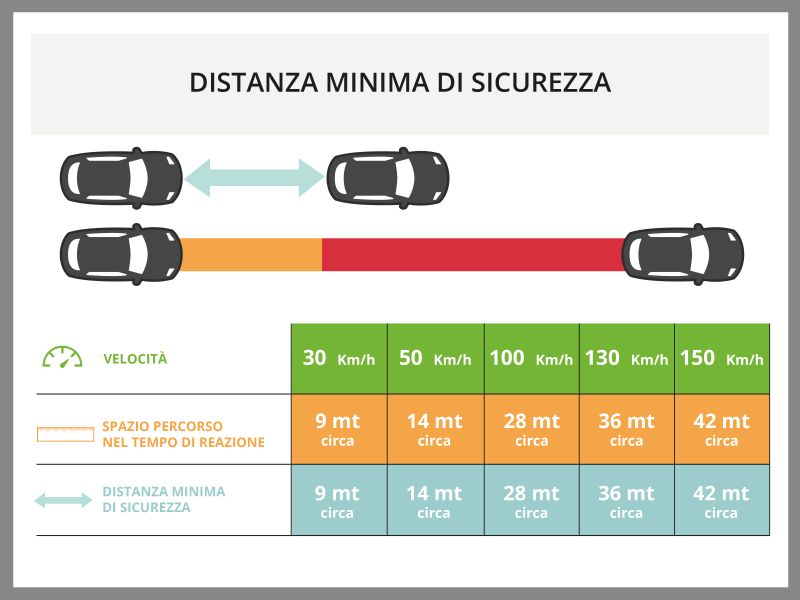 DISTANZA MINIMA DI SICUREZZA
VELOCITÀ
30 Km/h 50 Km/h 100 Km/h 130 Km/h 150 Km/h
SPAZIO PERCORSO
NEL TEMPO DI REAZIONE
9 mt 14 mt 28 mt 36 mt 42 mt
circa circa circa circa circa
DISTANZA MINIMA
DI SICUREZZA
9 mt 14 mt 28 mt 36 mt 42 mt
circa circa circa circa circa